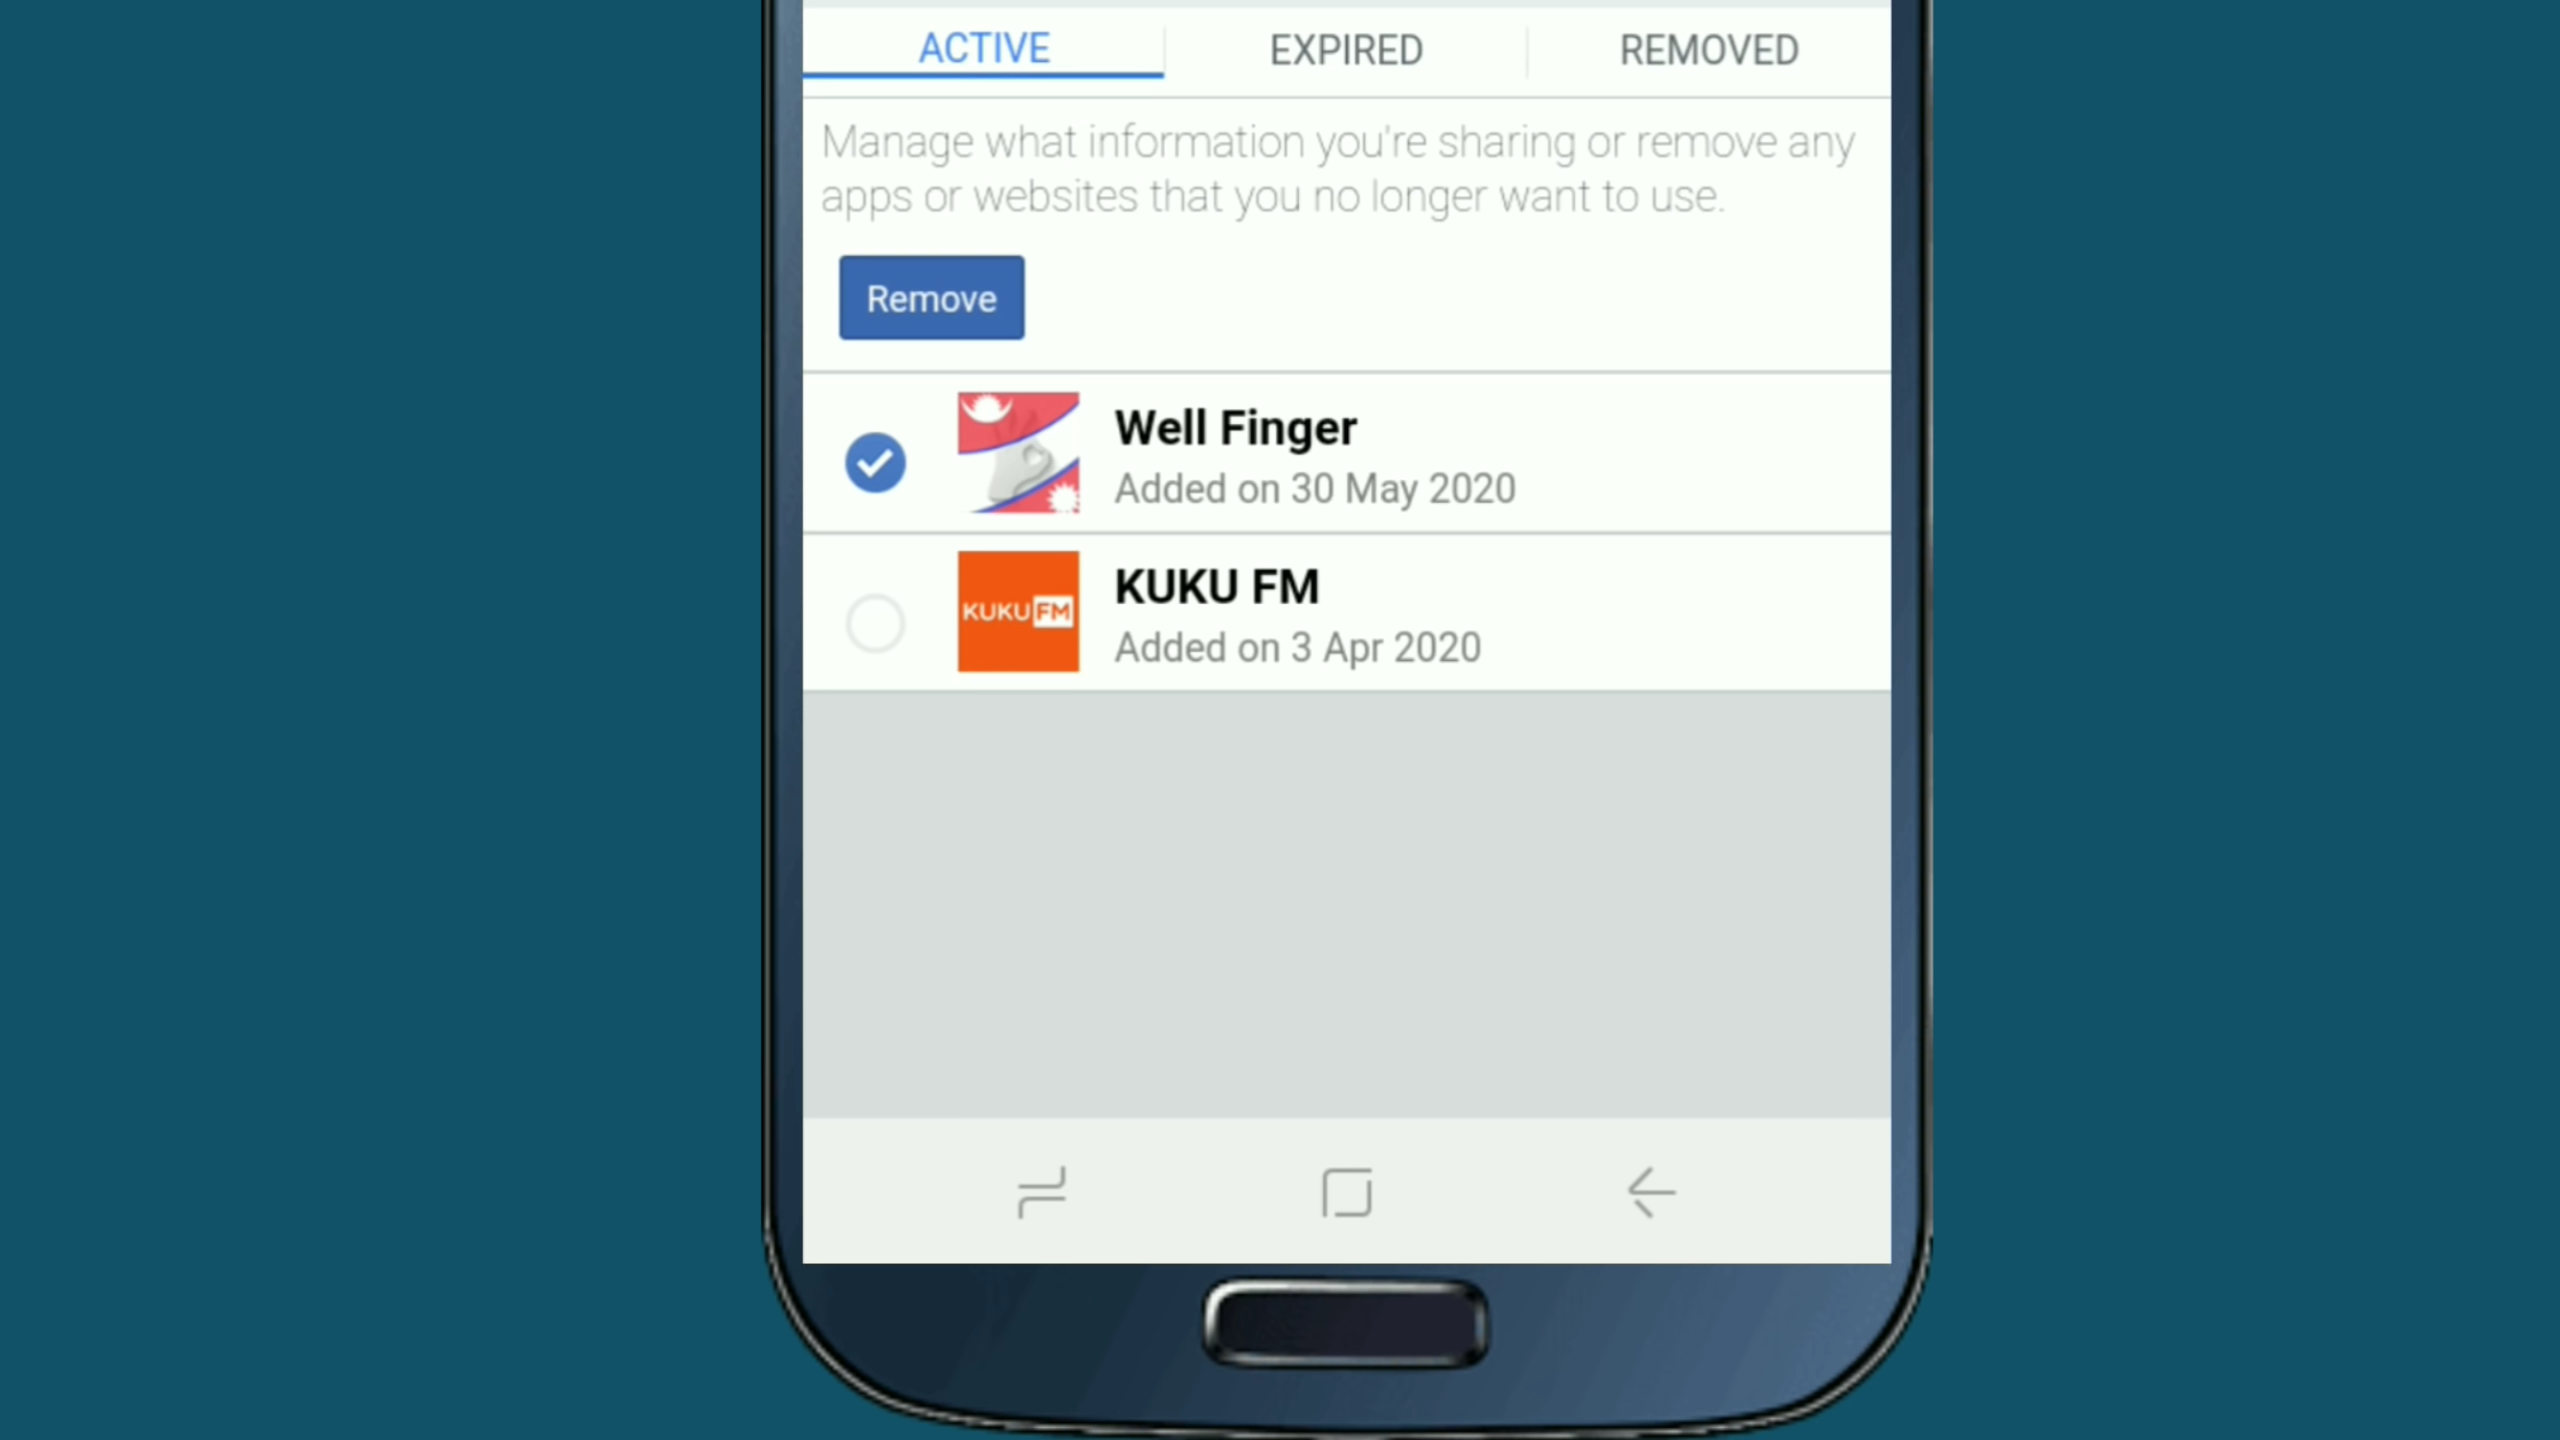 ACTIVE
EXPIRED
REMOVED
Manage what information you're sharing or remove any
apps or websites that you no longer want to use.
Remove
Well Finger
Added on 30 May 2020
KUKU FM
KUKU FM
Added on 3 Apr 2020